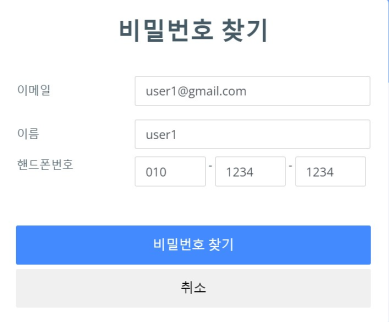 비밀번호 찾기
이메일 user1@gmail.com
이름 user1
핸드폰번호 010 - 1234 - 1234
비밀번호 찾기
취소